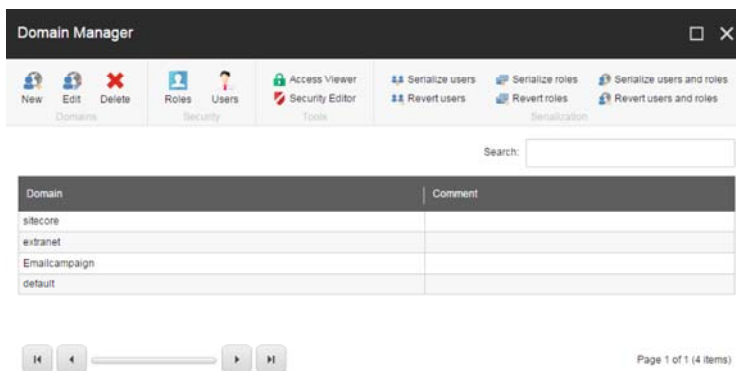 Domain Manager
New Edit Delete
Domains
Roles Users
Security
Access Viewer
Security Editor
Tools
Serialize users Serialize roles Serialize users and roles
Revert users Revert roles Revert users and roles
Serialization
Search:
Domain Comment
sitecore
extranet
Emailcampaign
default
Page 1 of 1 (4 items)